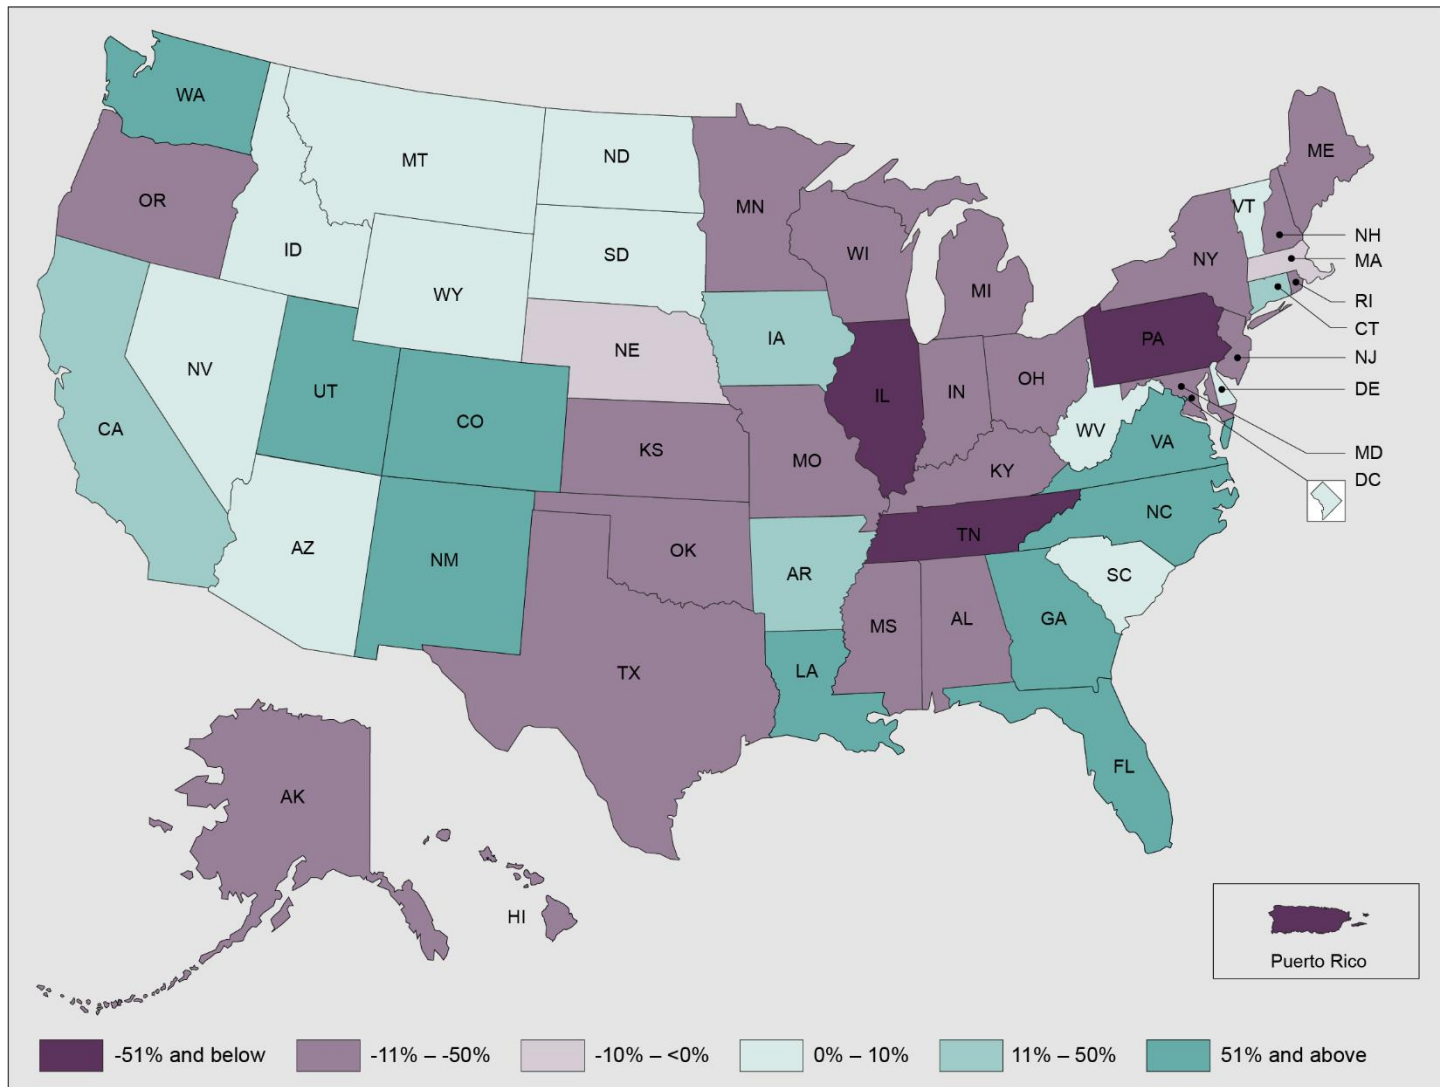 WA
MT
ND
ME
OR
MN
VT
ID
SD
WI
NY
NH
WY
MI
MA
RI
IA
PA
CT
NE
NV
OH
NJ
UT
IL
IN
DE
CO
CA
WV
VA
KS
MO
KY
MD
DC
NC
AZ
OK
TN
NM
AR
SC
MS
AL
GA
TX
LA
FL
AK
HI
Puerto Rico
-51% and below
-11% – -50%
-10% – <0%
0% – 10%
11% – 50%
51% and above